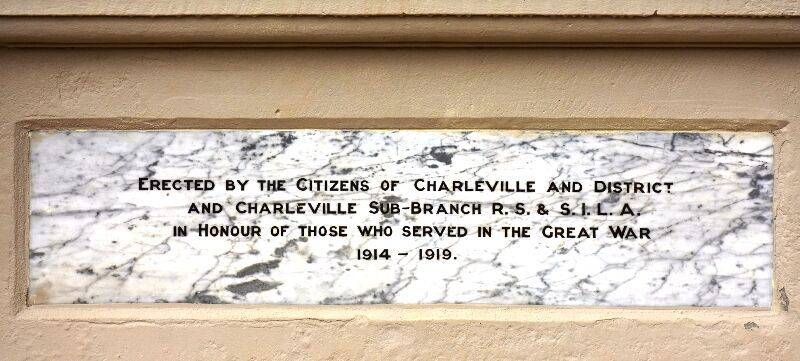 Erected by the Citizens of Charleville and District
and Charleville Sub-Branch R. S. & S. I. L. A.
in Honour of those who served in the Great War
1914 – 1919.